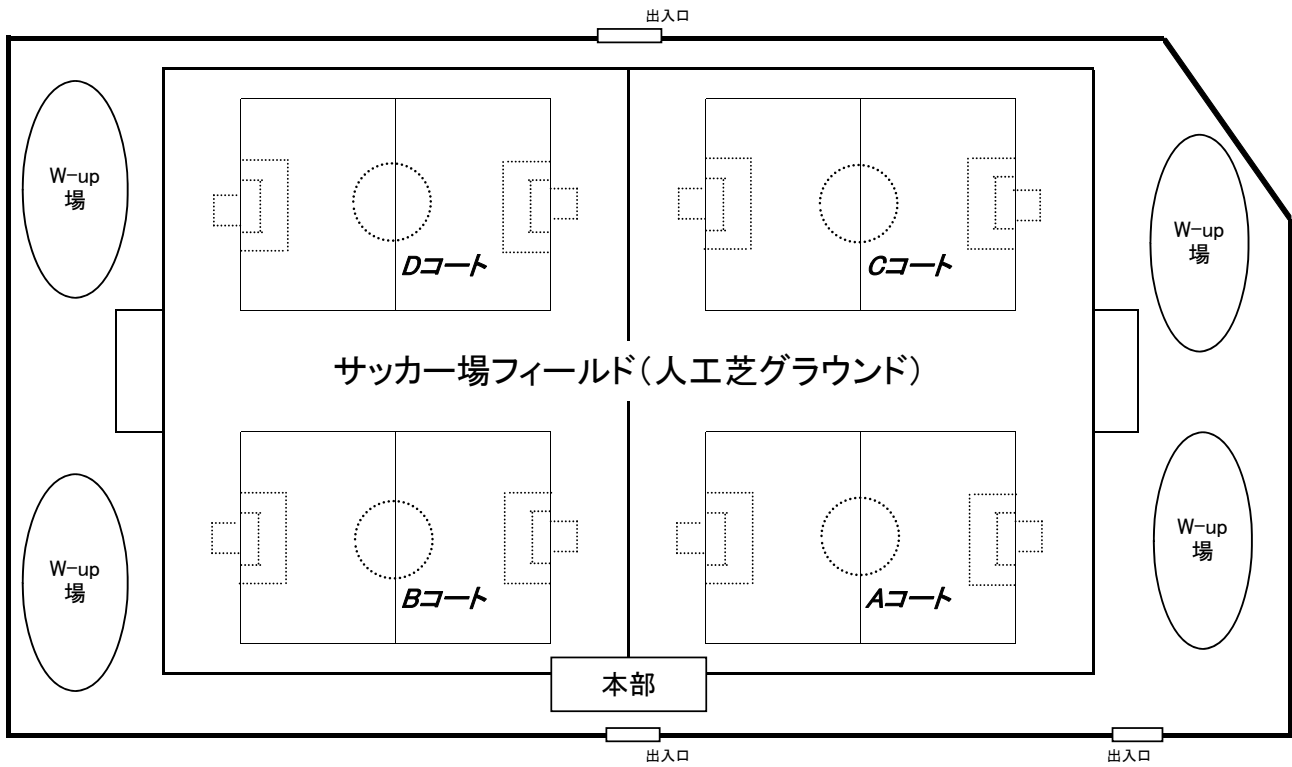 出入口
W-up
場
W-up
場
Dコート
Cコート
サッカー場フィールド(人工芝グラウンド)
W-up
場
W-up
場
Bコート
Aコート
本部
出入口
出入口